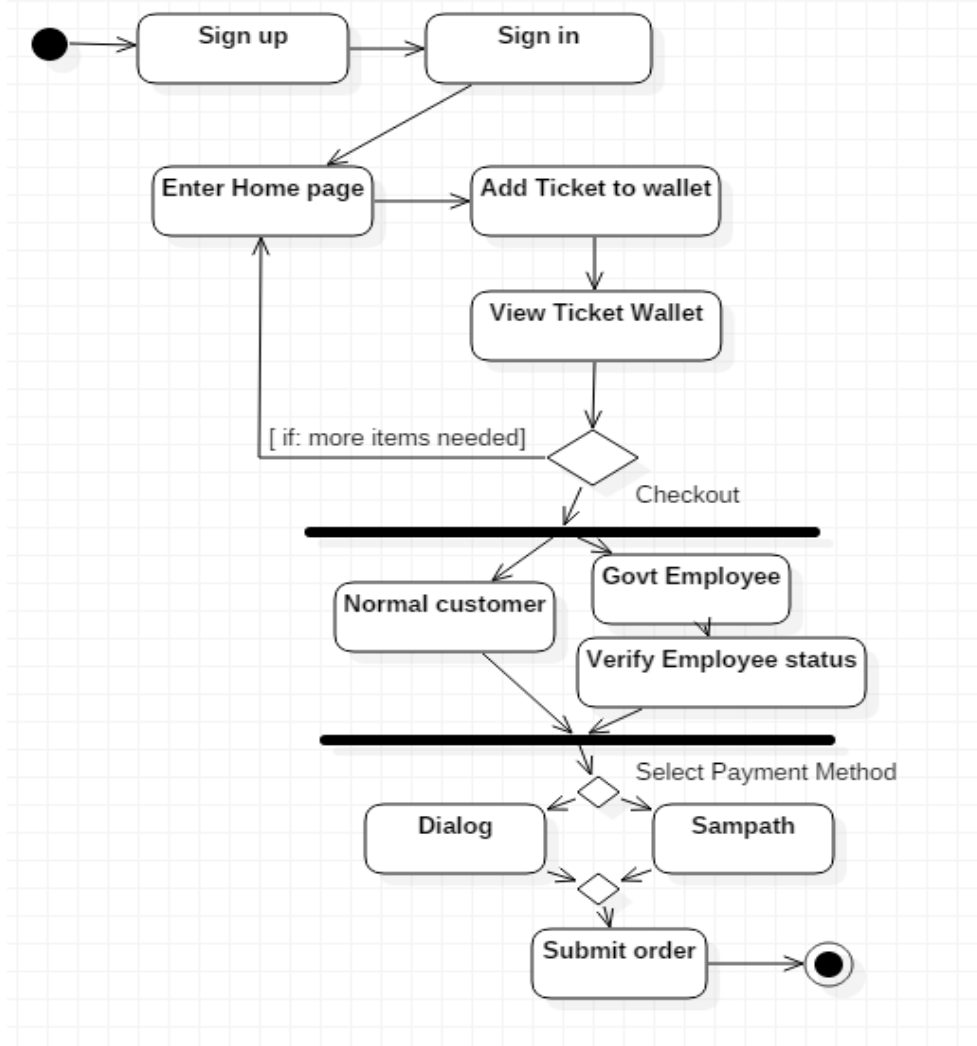 Sign up
Sign in
Enter Home page
Add Ticket to wallet
View Ticket Wallet
[ if: more items needed]
Checkout
Govt Employee
Normal customer
Verify Employee status
Select Payment Method
Dialog
Sampath
Submit order